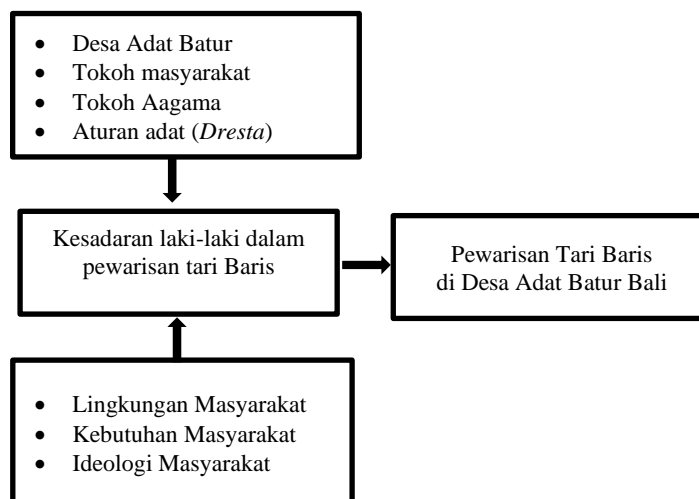 • Desa Adat Batur
• Tokoh masyarakat
• Tokoh Aagama
• Aturan adat (Dresta)
Kesadaran laki-laki dalam
pewarisan tari Baris
Pewarisan Tari Baris
di Desa Adat Batur Bali
• Lingkungan Masyarakat
• Kebutuhan Masyarakat
• Ideologi Masyarakat